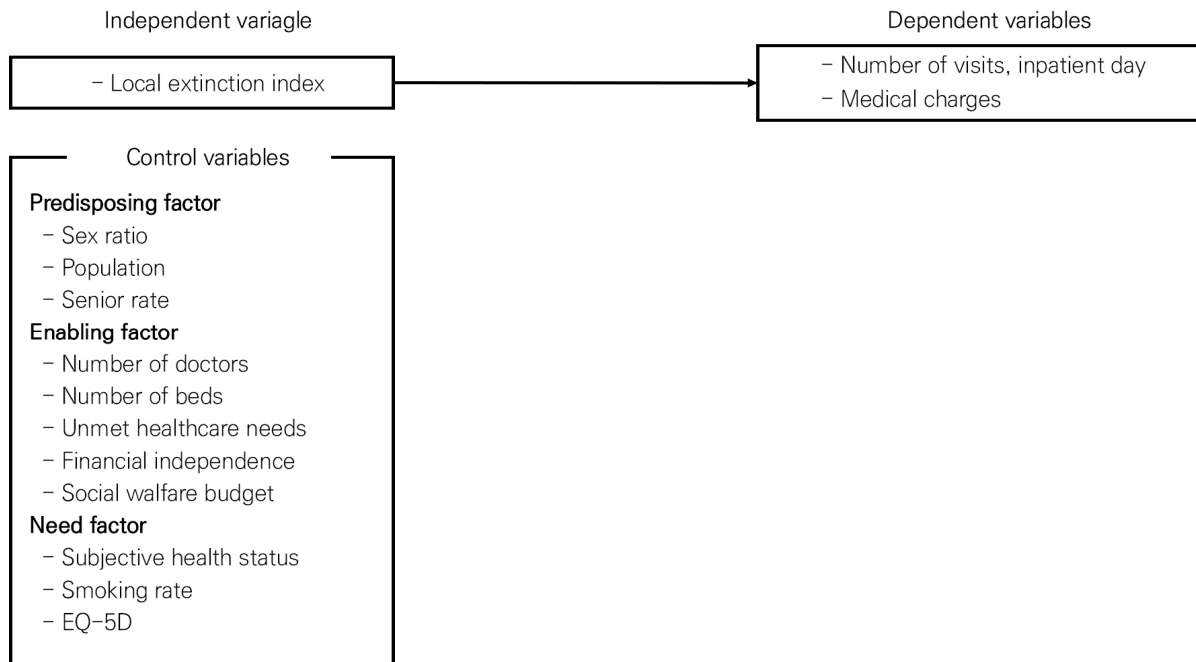 Independent variagle
Dependent variables
- Local extinction index
- Number of visits, inpatient day
- Medical charges
Control variables
Predisposing factor
- Sex ratio
- Population
- Senior rate
Enabling factor
- Number of doctors
- Number of beds
- Unmet healthcare needs
- Financial independence
- Social welfare budget
Need factor
- Subjective health status
- Smoking rate
- EQ-5D